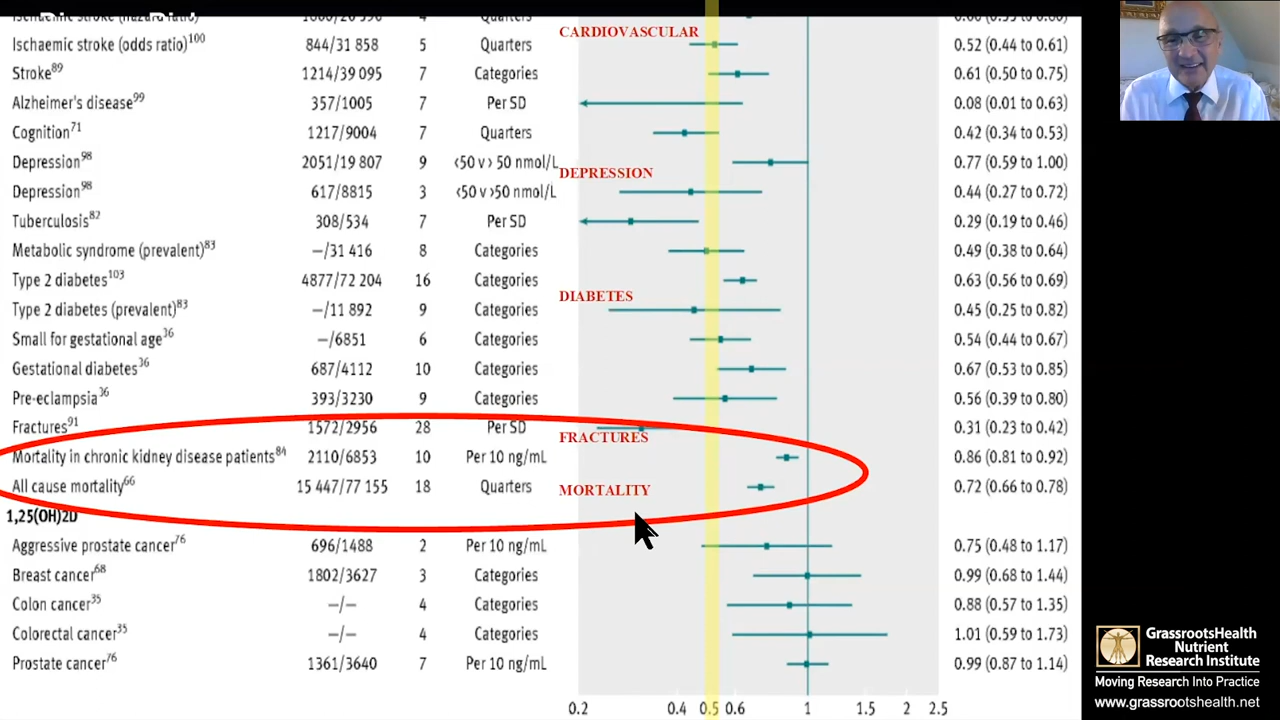 Ischaemic stroke (odds ratio)100 844/31 858 5 Quarters 0.52 (0.44 to 0.61)
CARDIOVASCULAR
Stroke89 1214/39 095 7 Categories 0.61 (0.50 to 0.75)
Alzheimer's disease99 357/1005 7 Per SD 0.08 (0.01 to 0.63)
Cognition71 1217/9004 7 Quarters 0.42 (0.34 to 0.53)
Depression98 2051/19 807 9 <50 v > 50 nmol/L 0.77 (0.59 to 1.00)
DEPRESSION
Depression98 617/8815 3 <50 v >50 nmol/L 0.44 (0.27 to 0.72)
Tuberculosis82 308/534 7 Per SD 0.29 (0.19 to 0.46)
Metabolic syndrome (prevalent)83 —/31 416 8 Categories 0.49 (0.38 to 0.64)
Type 2 diabetes103 4877/72 204 16 Categories 0.63 (0.56 to 0.69)
DIABETES
Type 2 diabetes (prevalent)83 —/11 892 9 Categories 0.45 (0.25 to 0.82)
Small for gestational age36 —/6851 6 Categories 0.54 (0.44 to 0.67)
Gestational diabetes36 687/4112 10 Categories 0.67 (0.53 to 0.85)
Pre-eclampsia36 393/3230 9 Categories 0.56 (0.39 to 0.80)
Fractures91 1572/2956 28 Per SD 0.31 (0.23 to 0.42)
FRACTURES
Mortality in chronic kidney disease patients84 2110/6853 10 Per 10 ng/mL 0.86 (0.81 to 0.92)
All cause mortality66 15 447/77 155 18 Quarters 0.72 (0.66 to 0.78)
MORTALITY
1,25(OH)2D
Aggressive prostate cancer76 696/1488 2 Per 10 ng/mL 0.75 (0.48 to 1.17)
Breast cancer68 1802/3627 3 Categories 0.99 (0.68 to 1.44)
Colon cancer35 —/— 4 Categories 0.88 (0.57 to 1.35)
Colorectal cancer35 —/— 4 Categories 1.01 (0.59 to 1.73)
Prostate cancer76 1361/3640 7 Per 10 ng/mL 0.99 (0.87 to 1.14)
0.2 0.4 0.5 0.6 1 1.5 2 2.5
GrassrootsHealth
Nutrient
Research Institute
Moving Research Into Practice
www.grassrootshealth.net